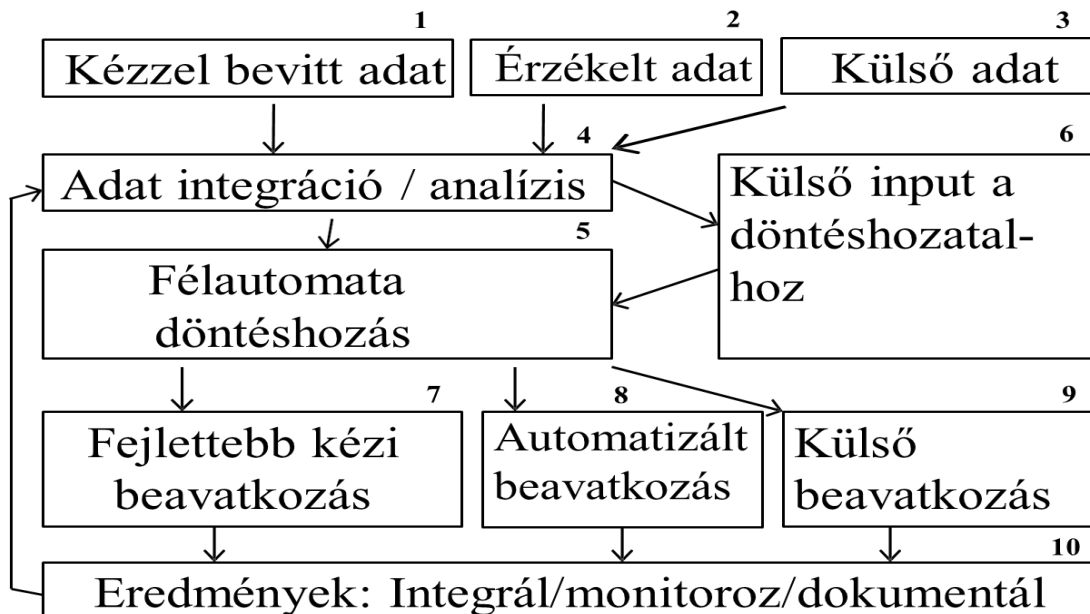 1
Kézzel bevitt adat
2
Érzékelt adat
3
Külső adat
4
Adat integráció / analízis
6
Külső input a
döntéshozatal-
hoz
5
Félautomata
döntéshozás
7
Fejlettebb kézi
beavatkozás
8
Automatizált
beavatkozás
9
Külső
beavatkozás
10
Eredmények: Integrál/monitoroz/dokumentál